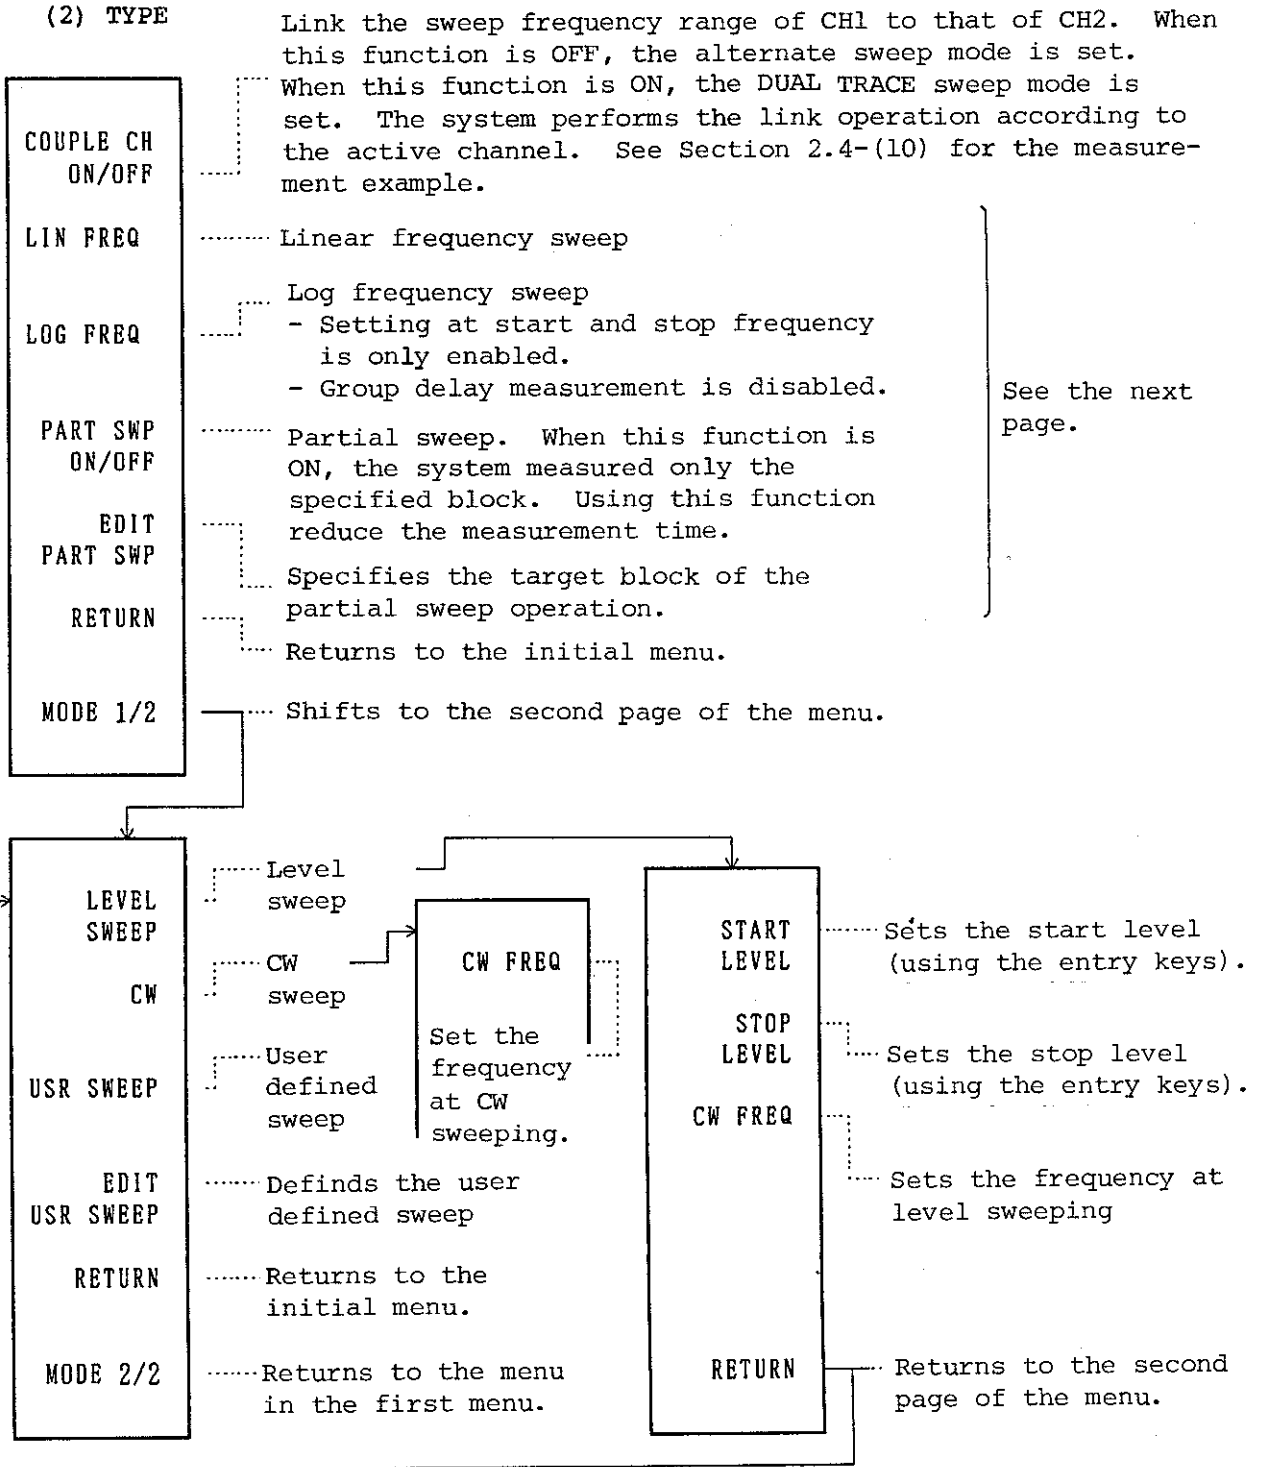 (2) TYPE
Link the sweep frequency range of CH1 to that of CH2. When
this function is OFF, the alternate sweep mode is set.
When this function is ON, the DUAL TRACE sweep mode is
set. The system performs the link operation according to
the active channel. See Section 2.4-(10) for the measure-
ment example.
COUPLE CH
ON/OFF
LIN FREQ
Linear frequency sweep
LOG FREQ
Log frequency sweep
- Setting at start and stop frequency
is only enabled.
- Group delay measurement is disabled.
See the next
page.
PART SWP
ON/OFF
Partial sweep. When this function is
ON, the system measured only the
specified block. Using this function
reduce the measurement time.
EDIT
PART SWP
Specifies the target block of the
partial sweep operation.
RETURN
Returns to the initial menu.
MODE 1/2
Shifts to the second page of the menu.
LEVEL
SWEEP
Level
sweep
CW
CW
sweep
CW FREQ
Set the
frequency
at CW
sweeping.
USR SWEEP
User
defined
sweep
EDIT
USR SWEEP
Definds the user
defined sweep
RETURN
Returns to the
initial menu.
MODE 2/2
Returns to the menu
in the first menu.
START
LEVEL
Sets the start level
(using the entry keys).
STOP
LEVEL
Sets the stop level
(using the entry keys).
CW FREQ
Sets the frequency at
level sweeping
RETURN
Returns to the second
page of the menu.